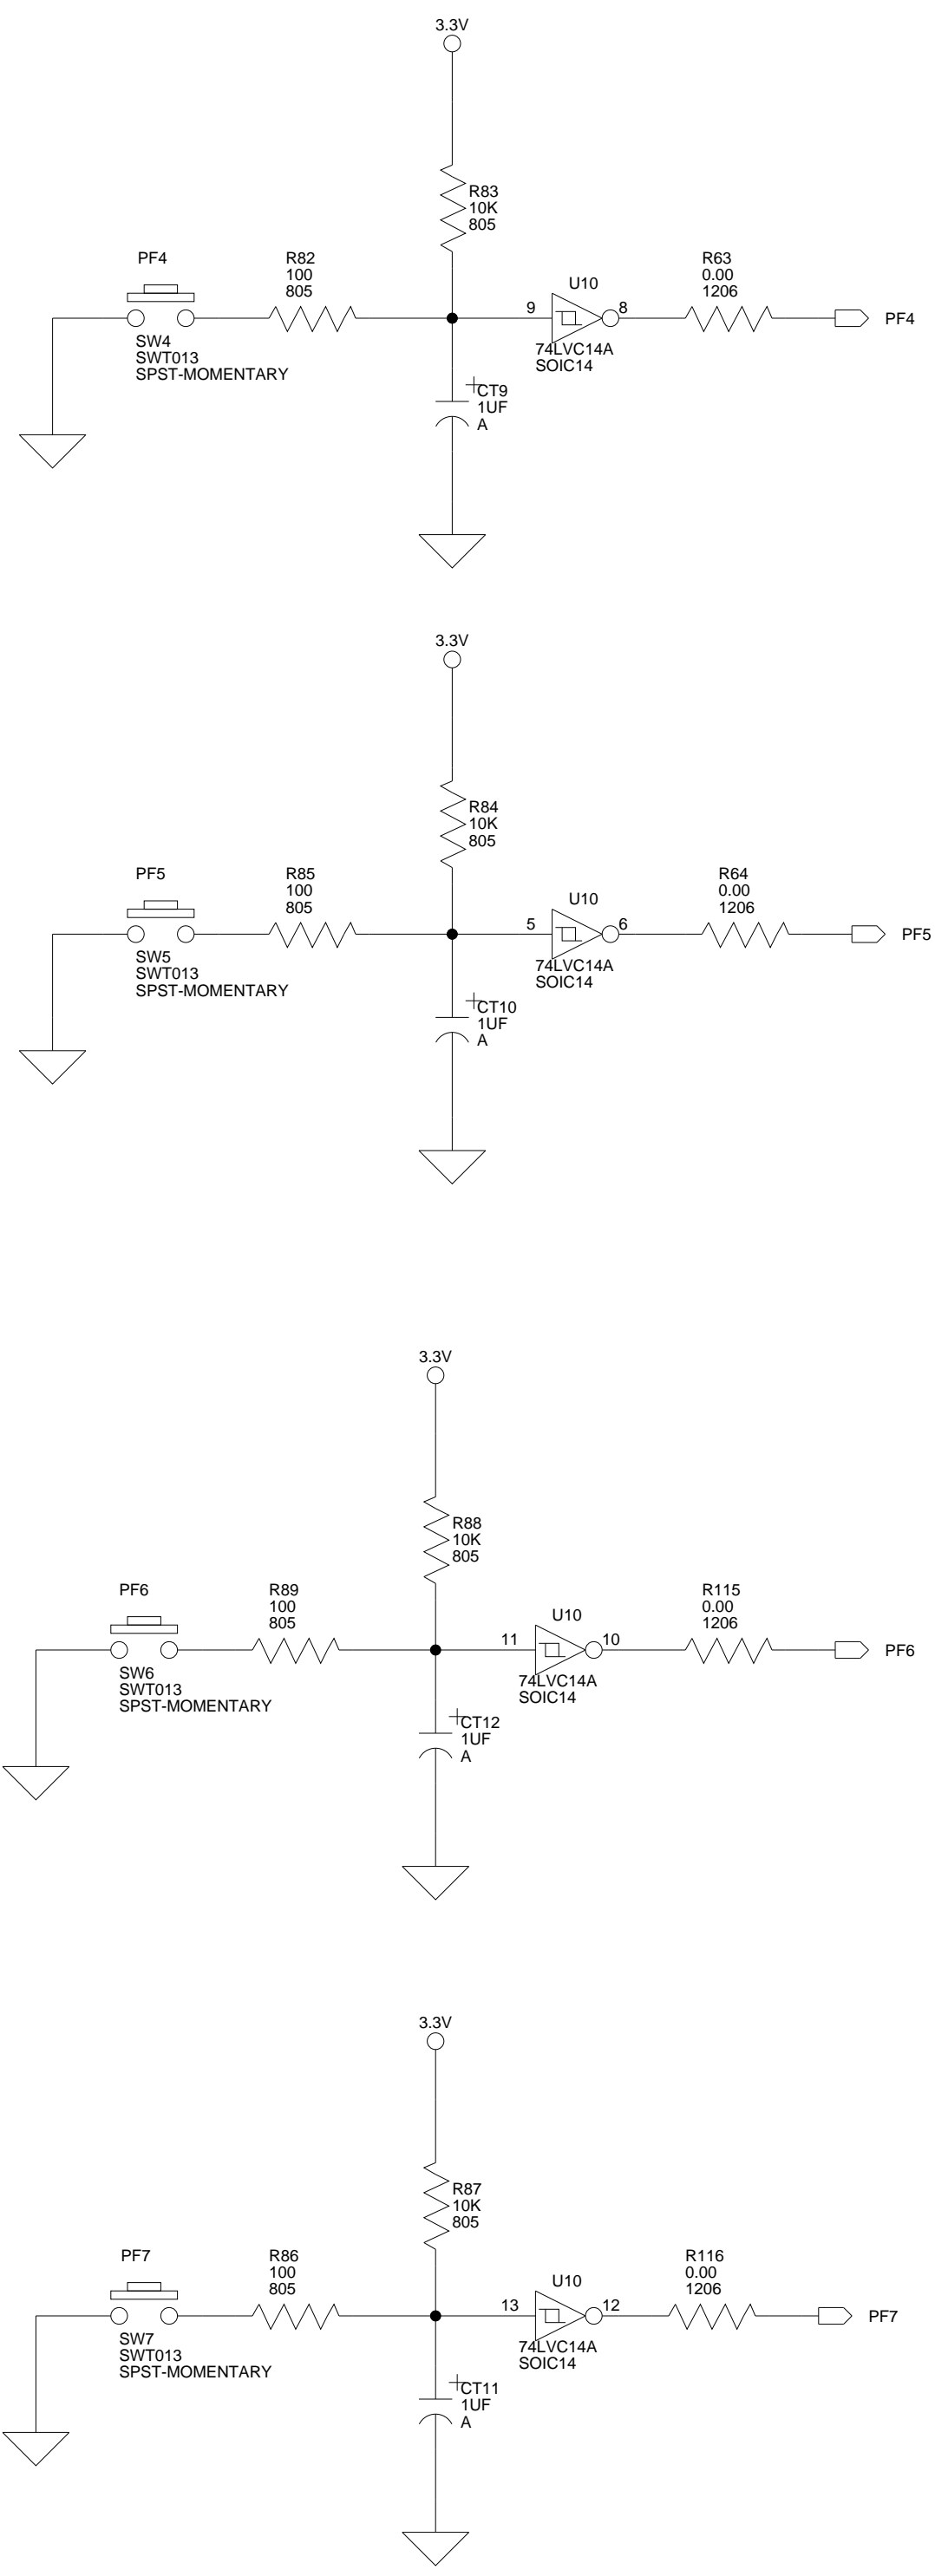 3.3V
R83
10K
805
PF4
R82
100
805
R63
0.00
1206
U10
9
8
PF4
SW4
SWT013
SPST-MOMENTARY
74LVC14A
SOIC14
+
CT9
1UF
A
3.3V
R84
10K
805
PF5
R85
100
805
R64
0.00
1206
U10
5
6
PF5
SW5
SWT013
SPST-MOMENTARY
74LVC14A
SOIC14
+
CT10
1UF
A
3.3V
R88
10K
805
PF6
R89
100
805
R115
0.00
1206
U10
11
10
PF6
SW6
SWT013
SPST-MOMENTARY
74LVC14A
SOIC14
+
CT12
1UF
A
3.3V
R87
10K
805
PF7
R86
100
805
R116
0.00
1206
U10
13
12
PF7
SW7
SWT013
SPST-MOMENTARY
74LVC14A
SOIC14
+
CT11
1UF
A